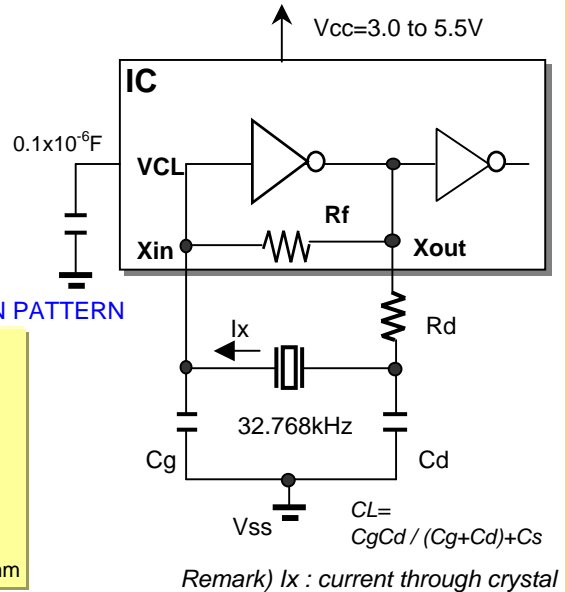 Vcc=3.0 to 5.5V
IC
0.1x10⁻⁶F
VCL
Rf
Xin
Xout
N PATTERN
Rd
Ix
32.768kHz
Cg
Cd
Vss
CL=
CgCd / (Cg+Cd)+Cs
am
Remark) Ix : current through crystal